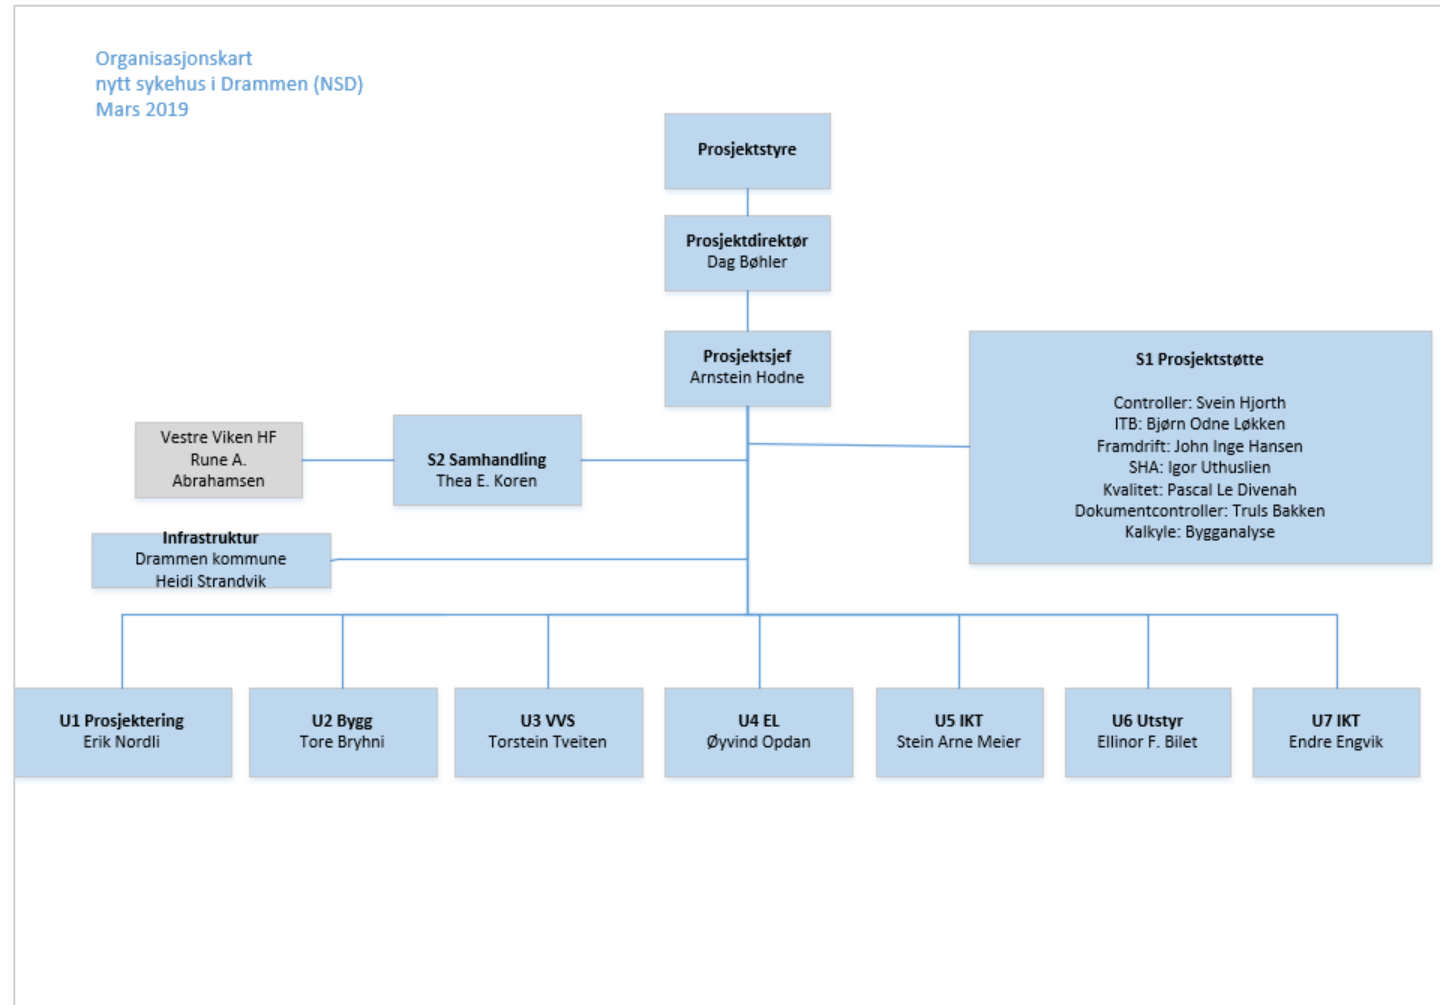 Organisasjonskart
nytt sykehus i Drammen (NSD)
Mars 2019
Prosjektstyre
Prosjektdirektør
Dag Bøhler
Prosjektsjef
Arnstein Hodne
S1 Prosjektstøtte
Controller: Svein Hjorth
ITB: Bjørn Odne Løkken
Framdrift: John Inge Hansen
SHA: Igor Uthuslien
Kvalitet: Pascal Le Divenah
Dokumentcontroller: Truls Bakken
Kalkyle: Bygganalyse
Vestre Viken HF
Rune A.
Abrahamsen
S2 Samhandling
Thea E. Koren
Infrastruktur
Drammen kommune
Heidi Strandvik
U1 Prosjektering
Erik Nordli
U2 Bygg
Tore Bryhni
U3 VVS
Torstein Tveiten
U4 EL
Øyvind Opdan
U5 IKT
Stein Arne Meier
U6 Utstyr
Ellinor F. Bilet
U7 IKT
Endre Engvik